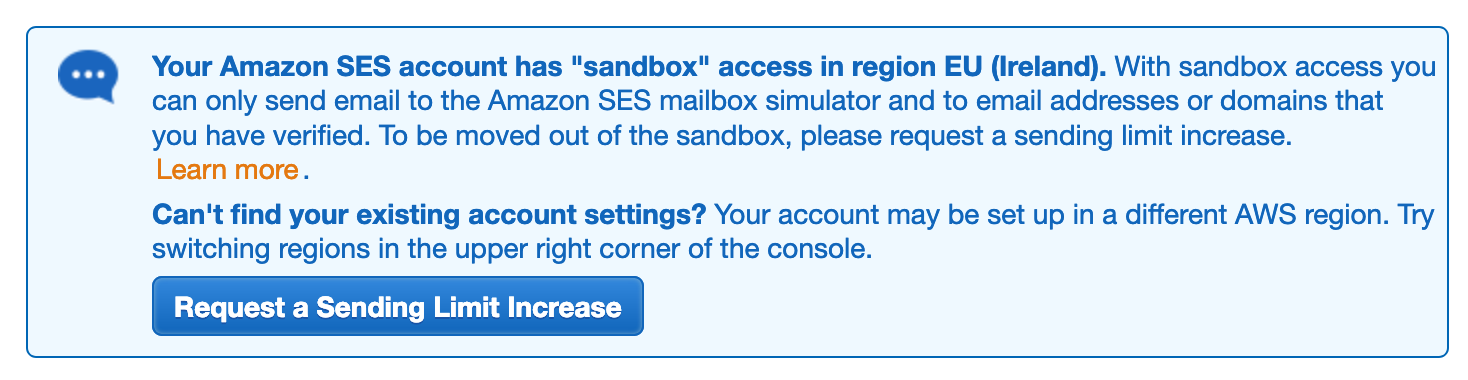 Your Amazon SES account has "sandbox" access in region EU (Ireland). With sandbox access you
can only send email to the Amazon SES mailbox simulator and to email addresses or domains that
you have verified. To be moved out of the sandbox, please request a sending limit increase.
Learn more.
Can't find your existing account settings? Your account may be set up in a different AWS region. Try
switching regions in the upper right corner of the console.
Request a Sending Limit Increase